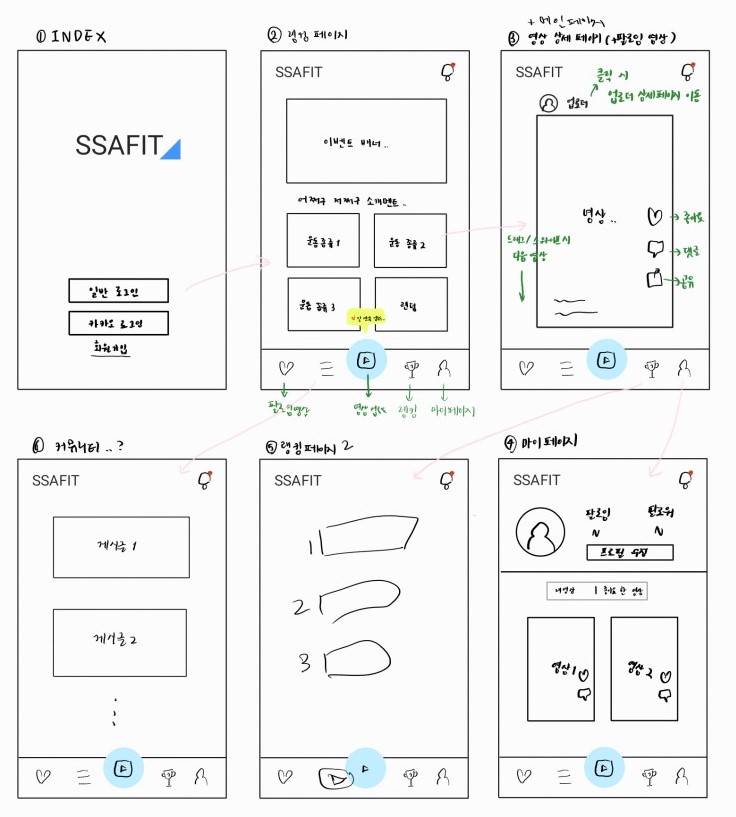 ① INDEX
SSAFIT
일반 로그인
카카오 로그인
회원가입
② 랭킹 페이지
SSAFIT
이벤트 배너..
어쩌구 저쩌구 소개멘트..
운동 종류 1
운동 종류 2
운동 종류 3
랜덤
팔로잉영상
영상 업로드
랭킹
마이페이지
+ 메인페이지
③ 영상 상세 페이지 (+팔로잉 영상)
SSAFIT
클릭 시
업로더 상세페이지 이동
업로더
영상..
좋아요
댓글
공유
드래그/스와이프 시
다음 영상
⑥ 커뮤니티..?
SSAFIT
게시글 1
게시글 2
⑤ 랭킹페이지 2
SSAFIT
1
2
3
④ 마이페이지
SSAFIT
팔로잉
팔로워
N
N
프로필 수정
내영상 | 좋아요 한 영상
영상1
영상2